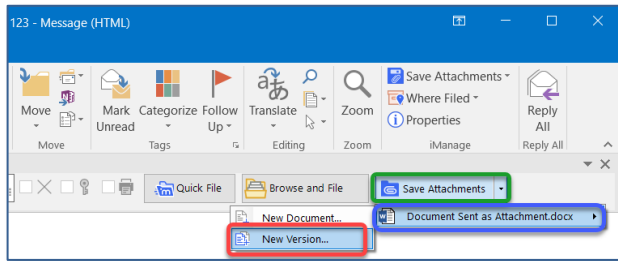 123 - Message (HTML)
Save Attachments
Where Filed
Properties
Move
Mark Unread
Categorize
Follow Up
Translate
Zoom
Reply All
Move
Tags
Editing
Zoom
iManage
Reply All
Quick File
Browse and File
Save Attachments
New Document...
Document Sent as Attachment.docx
New Version...